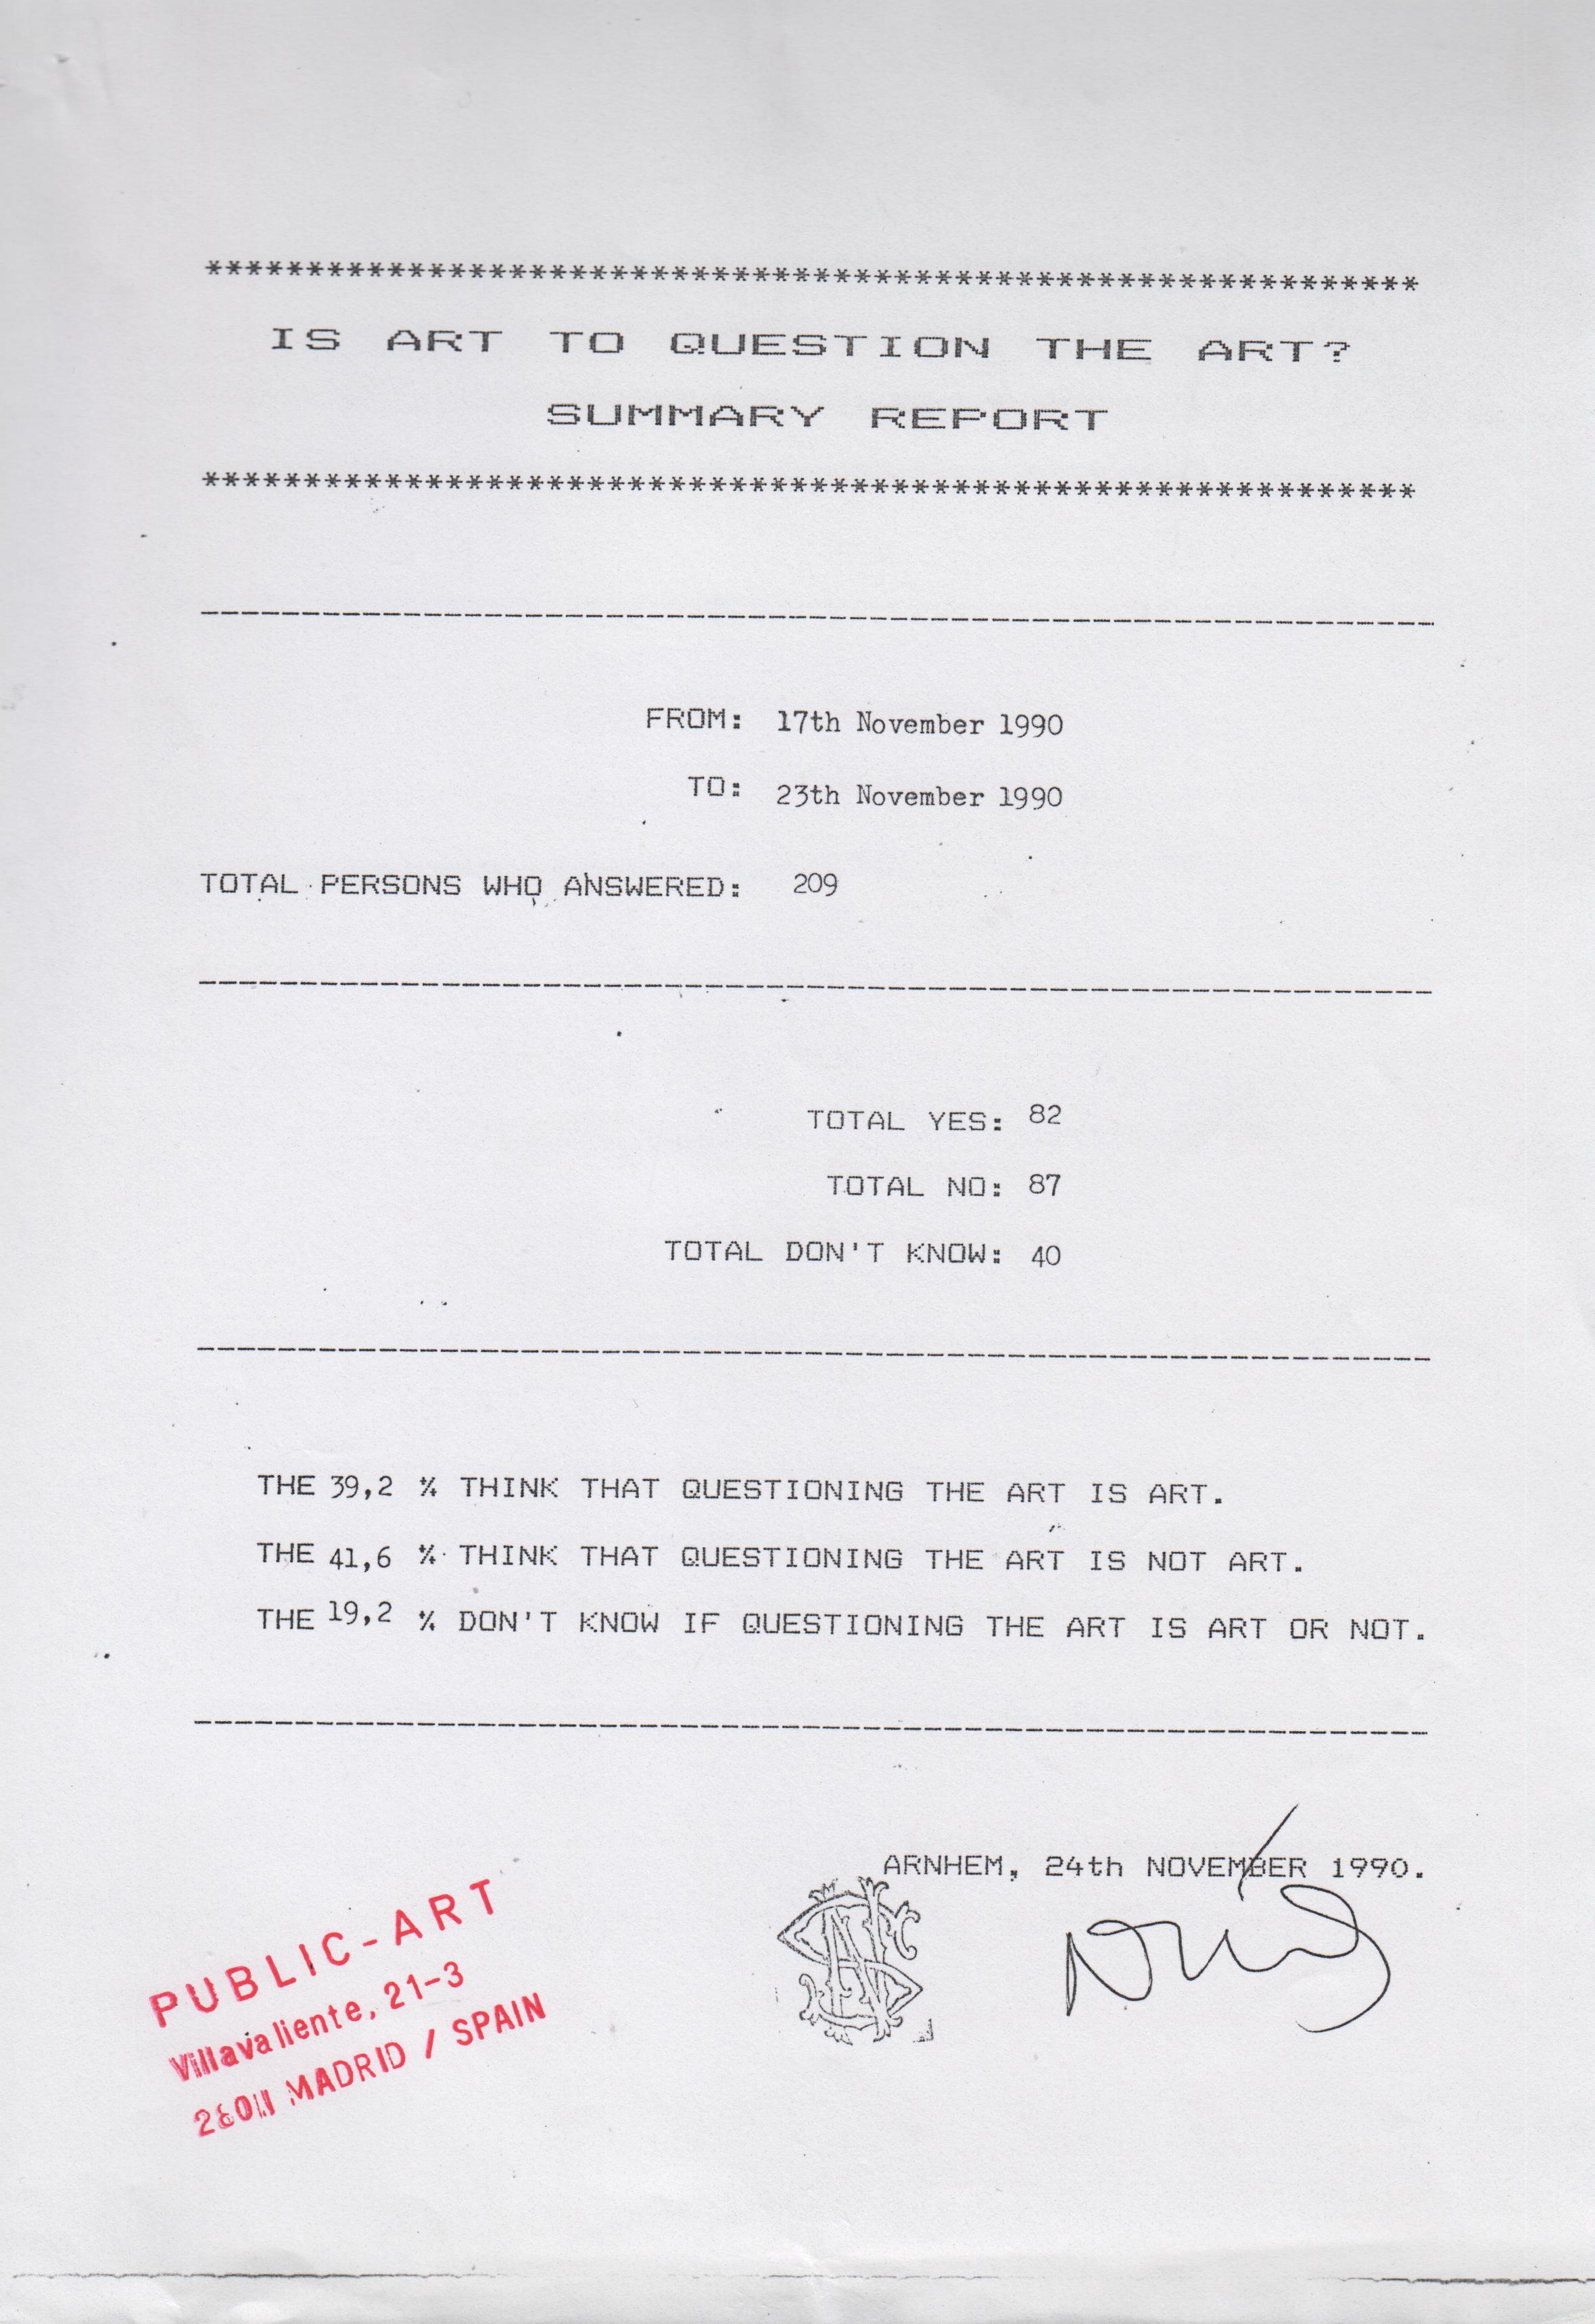 ************************************************************
IS ART TO QUESTION THE ART?
SUMMARY REPORT
************************************************************
FROM: 17th November 1990
TO: 23th November 1990
TOTAL PERSONS WHO ANSWERED: 209
TOTAL YES: 82
TOTAL NO: 87
TOTAL DON'T KNOW: 40
THE 39,2 % THINK THAT QUESTIONING THE ART IS ART.
THE 41,6 % THINK THAT QUESTIONING THE ART IS NOT ART.
THE 19,2 % DON'T KNOW IF QUESTIONING THE ART IS ART OR NOT.
ARNHEM, 24th NOVEMBER 1990.
PUBLIC-ART
Villavaliente, 21-3
28011 MADRID / SPAIN